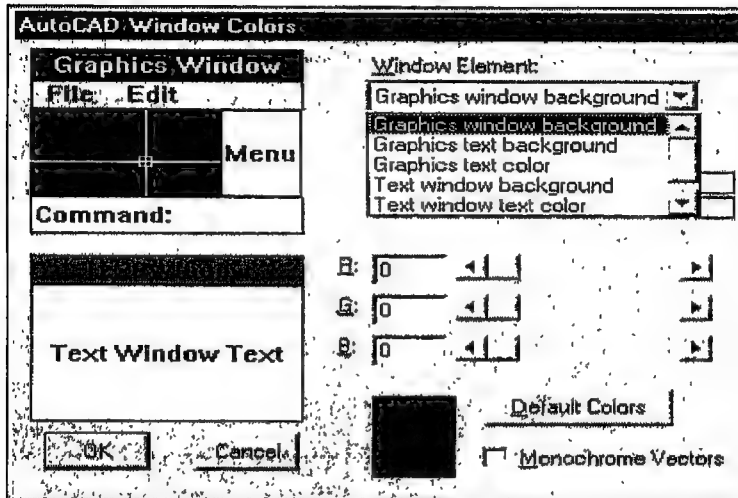 AutoCAD Window Colors
Graphics Window
File Edit
Menu
Command:
Text Window Text
OK
Cancel
Window Element:
Graphics window background
Graphics window background
Graphics text background
Graphics text color
Text window background
Text window text color
R: 0
G: 0
B: 0
Default Colors
Monochrome Vectors